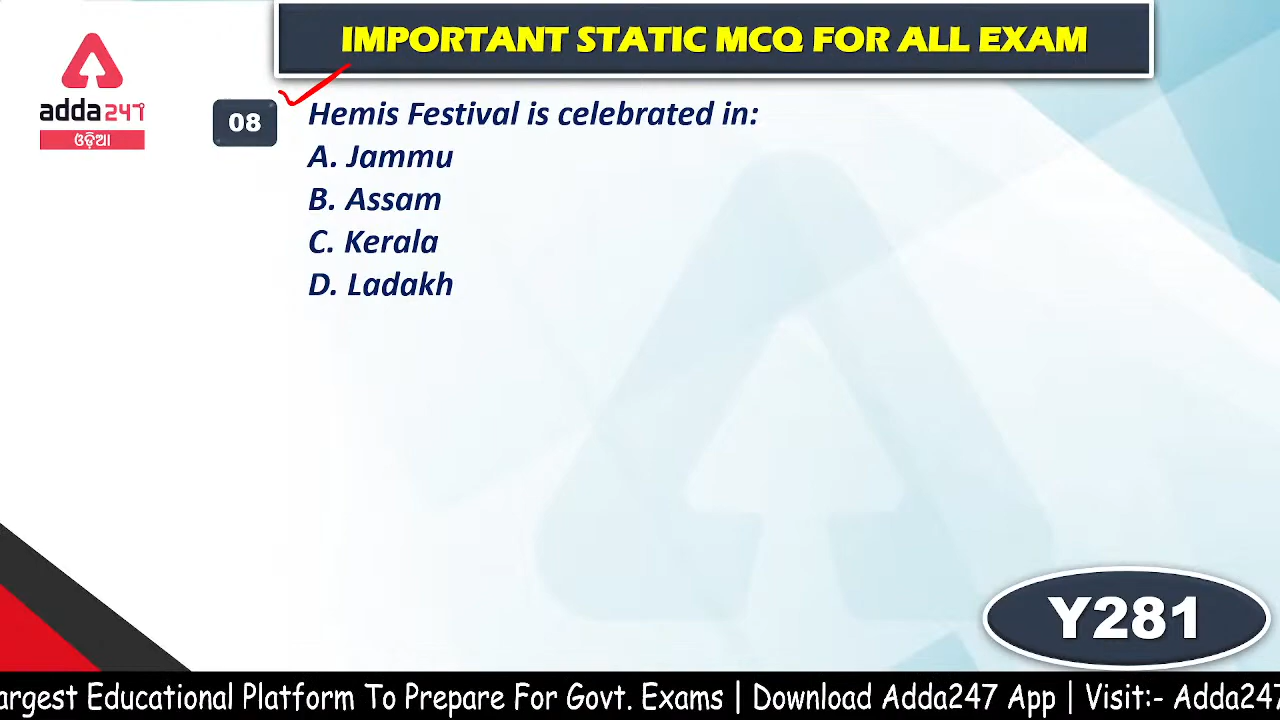 IMPORTANT STATIC MCQ FOR ALL EXAM
adda247
ଓଡ଼ିଆ
08
Hemis Festival is celebrated in:
A. Jammu
B. Assam
C. Kerala
D. Ladakh
Y281
argest Educational Platform To Prepare For Govt. Exams | Download Adda247 App | Visit:- Adda247